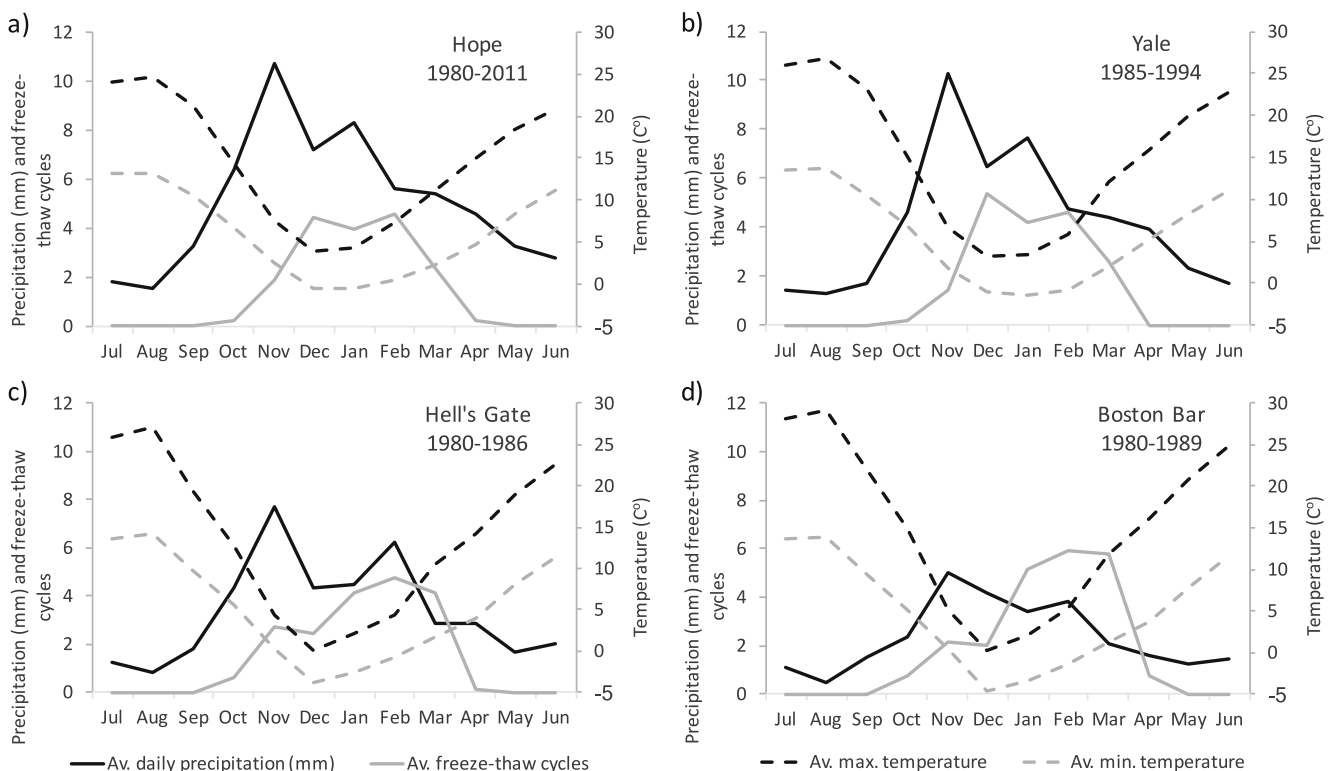 a)
Hope
1980-2011
Precipitation (mm) and freeze-
thaw cycles
12
10
8
6
4
2
0
30
25
20
15
10
5
0
-5
Temperature (C°)
Jul Aug Sep Oct Nov Dec Jan Feb Mar Apr May Jun
b)
Yale
1985-1994
Precipitation (mm) and freeze-
thaw cycles
12
10
8
6
4
2
0
30
25
20
15
10
5
0
-5
Temperature (C°)
Jul Aug Sep Oct Nov Dec Jan Feb Mar Apr May Jun
c)
Hell's Gate
1980-1986
Precipitation (mm) and freeze-thaw
cycles
12
10
8
6
4
2
0
30
25
20
15
10
5
0
-5
Temperature (C°)
Jul Aug Sep Oct Nov Dec Jan Feb Mar Apr May Jun
d)
Boston Bar
1980-1989
Precipitation (mm) and freeze-thaw
cycles
12
10
8
6
4
2
0
30
25
20
15
10
5
0
-5
Temperature (C°)
Jul Aug Sep Oct Nov Dec Jan Feb Mar Apr May Jun
Av. daily precipitation (mm) Av. freeze-thaw cycles Av. max. temperature Av. min. temperature